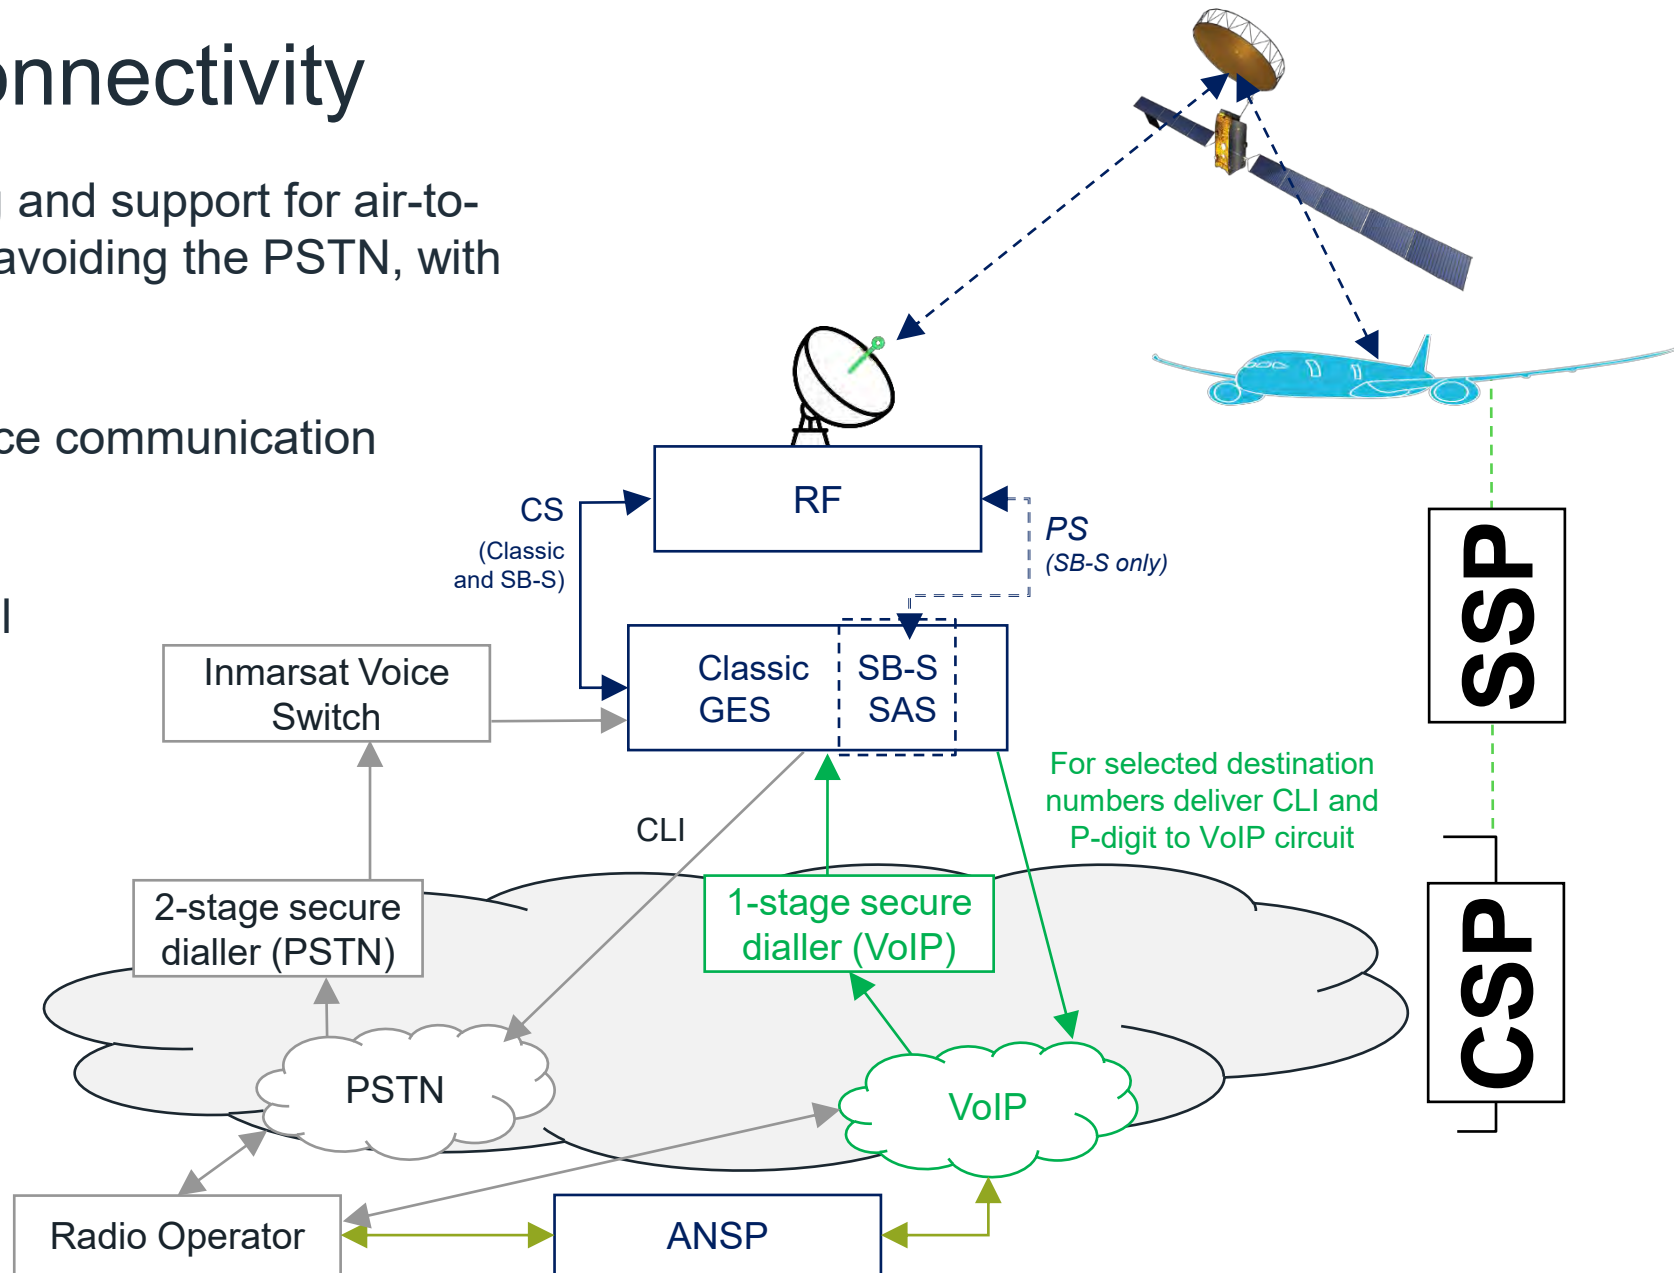 onnectivity
g and support for air-to-
avoiding the PSTN, with
ce communication
l
RF
CS
(Classic
and SB-S)
PS
(SB-S only)
Classic
GES
SB-S
SAS
Inmarsat Voice
Switch
SSP
For selected destination
numbers deliver CLI and
P-digit to VoIP circuit
CLI
2-stage secure
dialler (PSTN)
1-stage secure
dialler (VoIP)
CSP
PSTN
VoIP
Radio Operator
ANSP